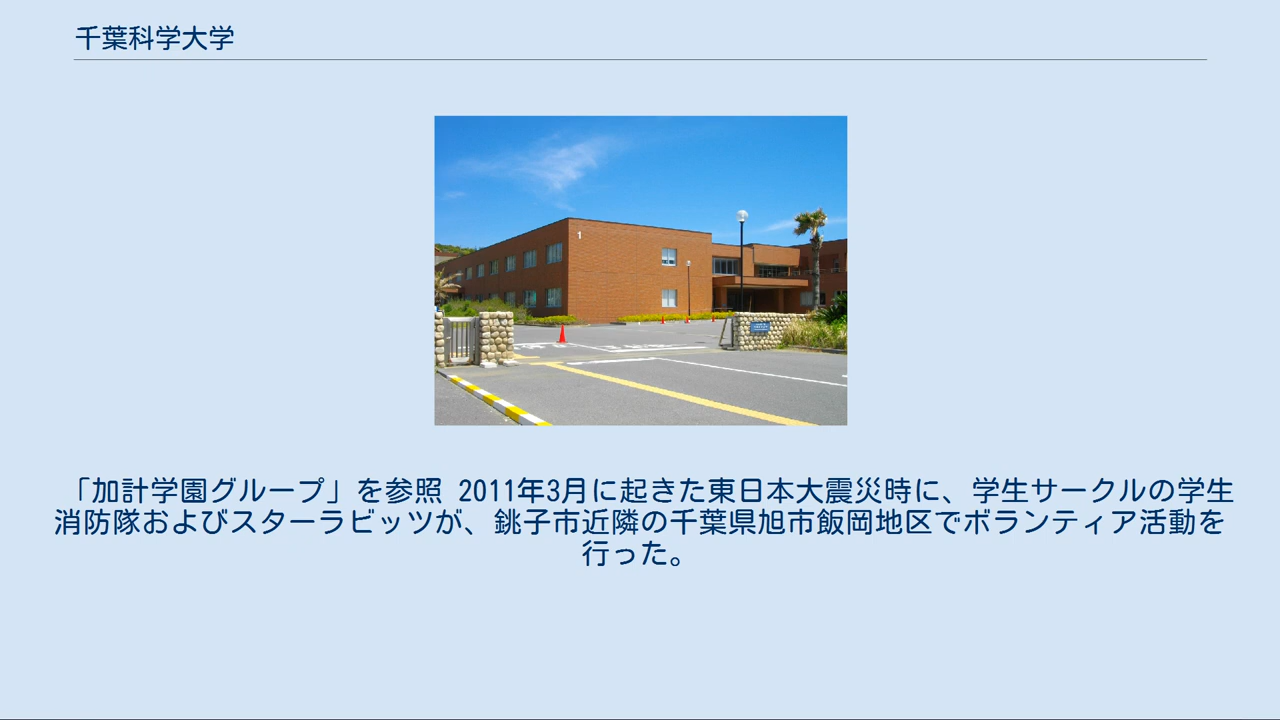 千葉科学大学
1
「加計学園グループ」を参照 2011年3月に起きた東日本大震災時に、学生サークルの学生
消防隊およびスターラビッツが、銚子市近隣の千葉県旭市飯岡地区でボランティア活動を
行った。